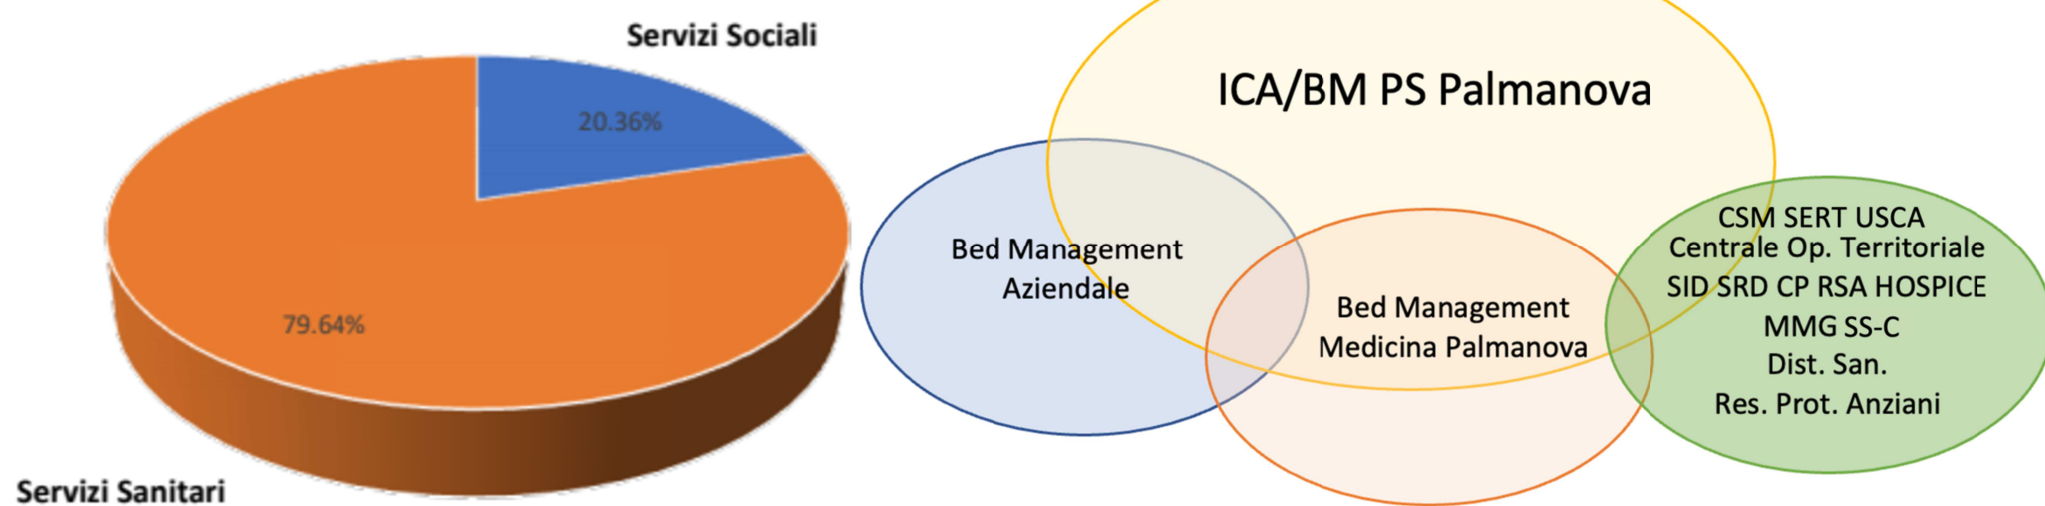 Servizi Sociali
20.36%
79.64%
Servizi Sanitari
ICA/BM PS Palmanova
Bed Management
Aziendale
Bed Management
Medicina Palmanova
CSM SERT USCA
Centrale Op. Territoriale
SID SRD CP RSA HOSPICE
MMG SS-C
Dist. San.
Res. Prot. Anziani